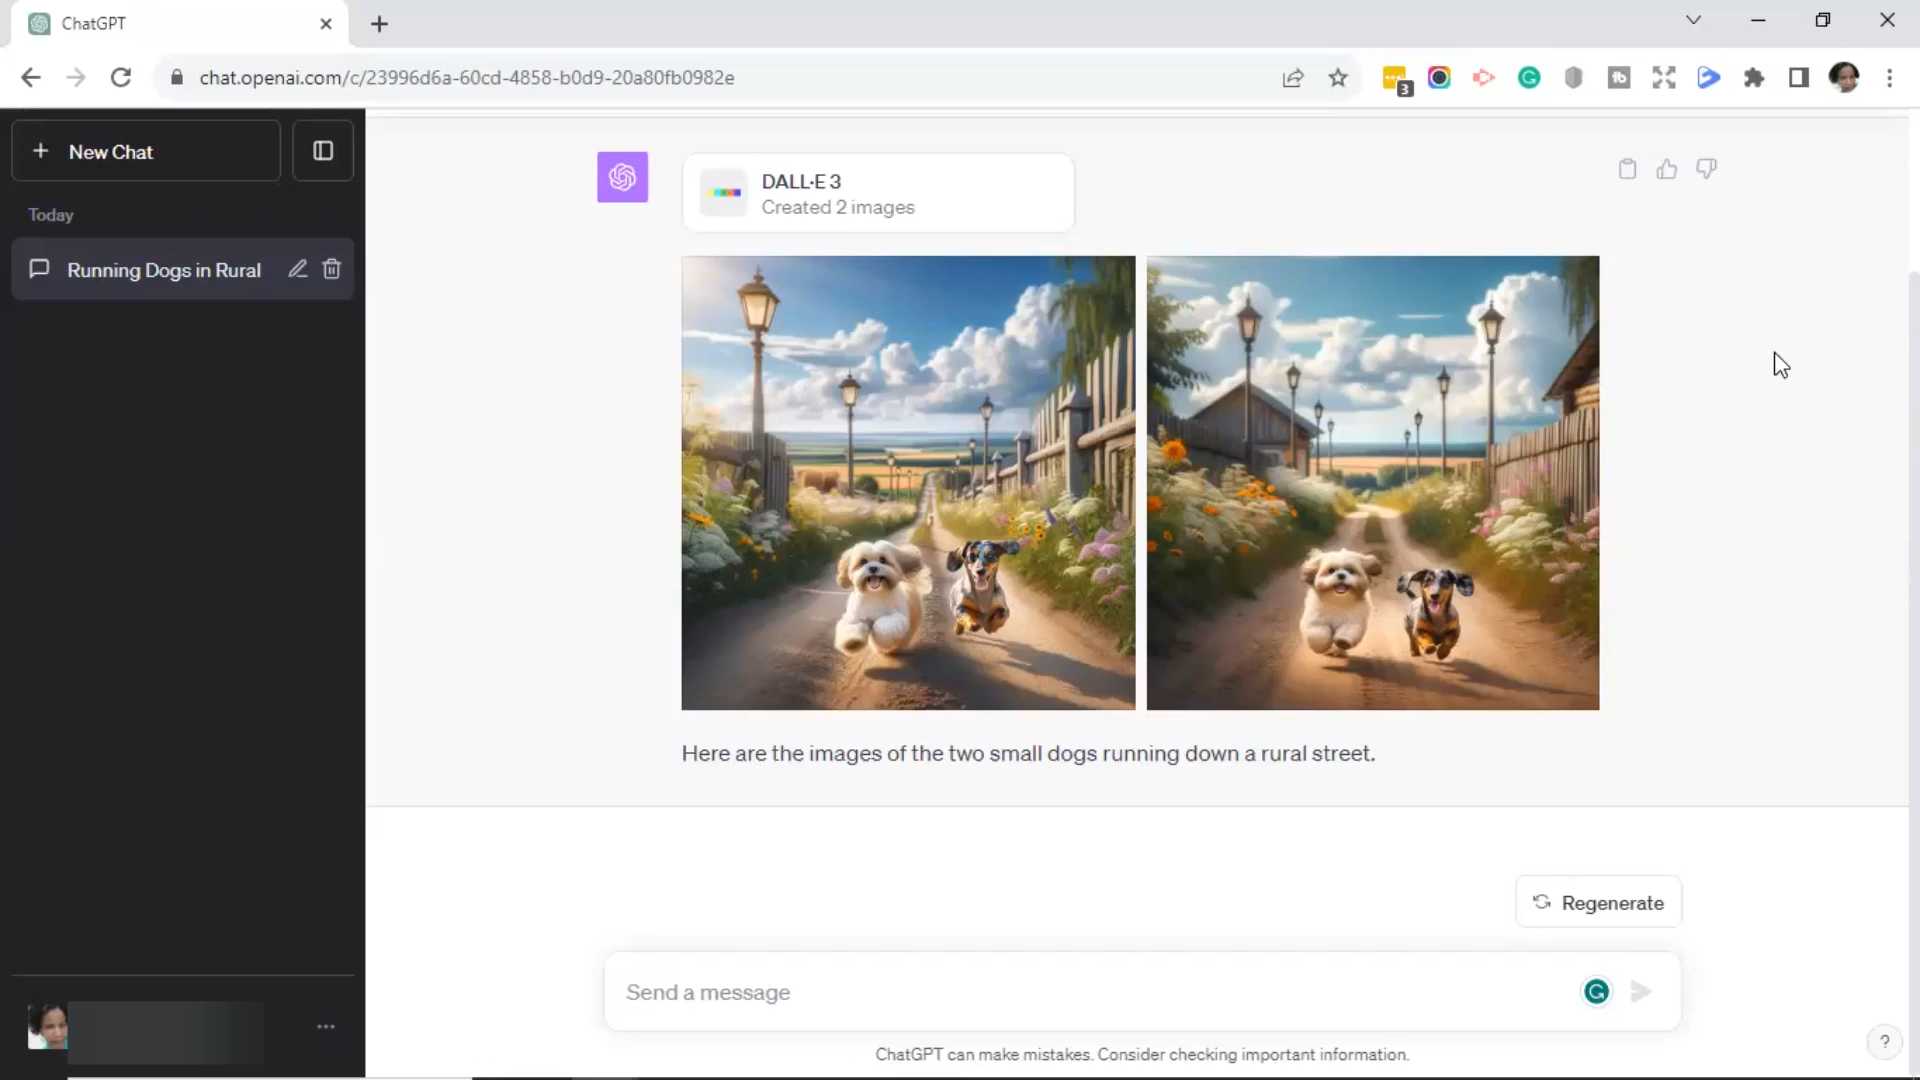 ChatGPT
chat.openai.com/c/23996d6a-60cd-4858-b0d9-20a80fb0982e
3
New Chat
Today
Running Dogs in Rural
DALL·E 3
Created 2 images
Here are the images of the two small dogs running down a rural street.
Regenerate
Send a message
ChatGPT can make mistakes. Consider checking important information.
?